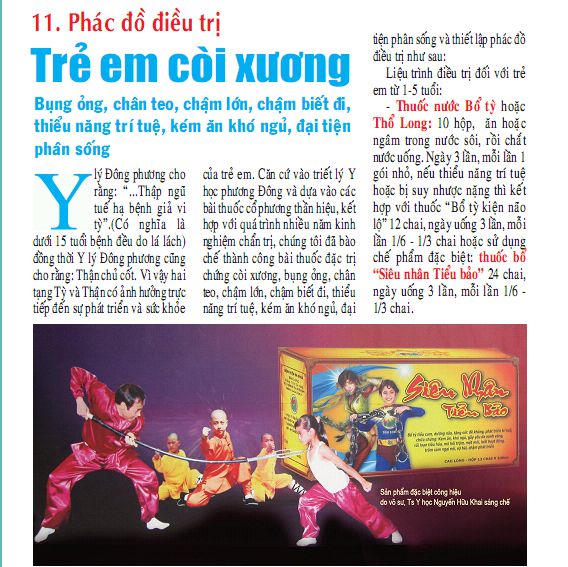 11. Phác đồ điều trị
Trẻ em còi xương
Bụng ỏng, chân teo, chậm lớn, chậm biết đi,
thiểu năng trí tuệ, kém ăn khó ngủ, đại tiện
phân sống
Y lý Đông phương cho
rằng: “...Thập ngũ
tuế hạ bệnh giả vi
tỳ”.(Có nghĩa là
dưới 15 tuổi bệnh đều do lá lách)
đồng thời Y lý Đông phương cũng
cho rằng: Thận chủ cốt. Vì vậy hai
tạng Tỳ và Thận có ảnh hưởng trực
tiếp đến sự phát triển và sức khỏe
của trẻ em. Căn cứ vào triết lý Y
học phương Đông và dựa vào các
bài thuốc cổ phương thần hiệu, kết
hợp với quá trình nhiều năm kinh
nghiệm chẩn trị, chúng tôi đã bào
chế thành công bài thuốc đặc trị
chứng còi xương, bụng ỏng, chân
teo, chậm lớn, chậm biết đi, thiểu
năng trí tuệ, kém ăn khó ngủ, đại
tiện phân sống và thiết lập phác đồ
điều trị như sau:
Liệu trình điều trị đối với trẻ
em từ 1-5 tuổi:
- Thuốc nước Bổ tỳ hoặc
Thổ Long: 10 hộp, ăn hoặc
ngâm trong nước sôi, rồi chắt
nước uống. Ngày 3 lần, mỗi lần 1
gói nhỏ, nếu thiểu năng trí tuệ
hoặc bị suy nhược nặng thì kết
hợp với thuốc “Bổ tỳ kiện não
lộ” 12 chai, ngày uống 3 lần, mỗi
lần 1/6 - 1/3 chai hoặc sử dụng
chế phẩm đặc biệt: thuốc bổ
“Siêu nhân Tiểu bảo” 24 chai,
ngày uống 3 lần, mỗi lần 1/6 -
1/3 chai.
Siêu Nhân
Tiểu Bảo
CAO LỎNG - HỘP 12 CHAI X 100ml
Sản phẩm đặc biệt công hiệu
do võ sư, Ts Y học Nguyễn Hữu Khai sáng chế